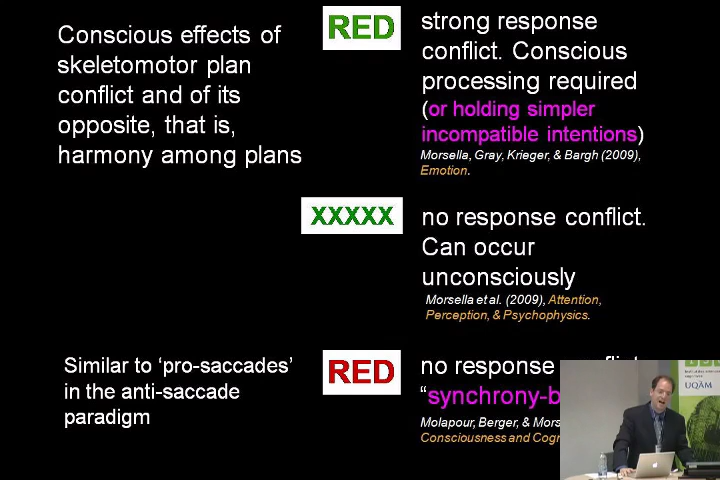 Conscious effects of
skeletomotor plan
conflict and of its
opposite, that is,
harmony among plans
RED
strong response
conflict. Conscious
processing required
(or holding simpler
incompatible intentions)
Morsella, Gray, Krieger, & Bargh (2009),
Emotion.
XXXXX
no response conflict.
Can occur
unconsciously
Morsella et al. (2009), Attention,
Perception, & Psychophysics.
Similar to ‘pro-saccades’
in the anti-saccade
paradigm
RED
no response
“synchrony-b
Molapour, Berger, & Mors
Consciousness and Cogn
UQÀM